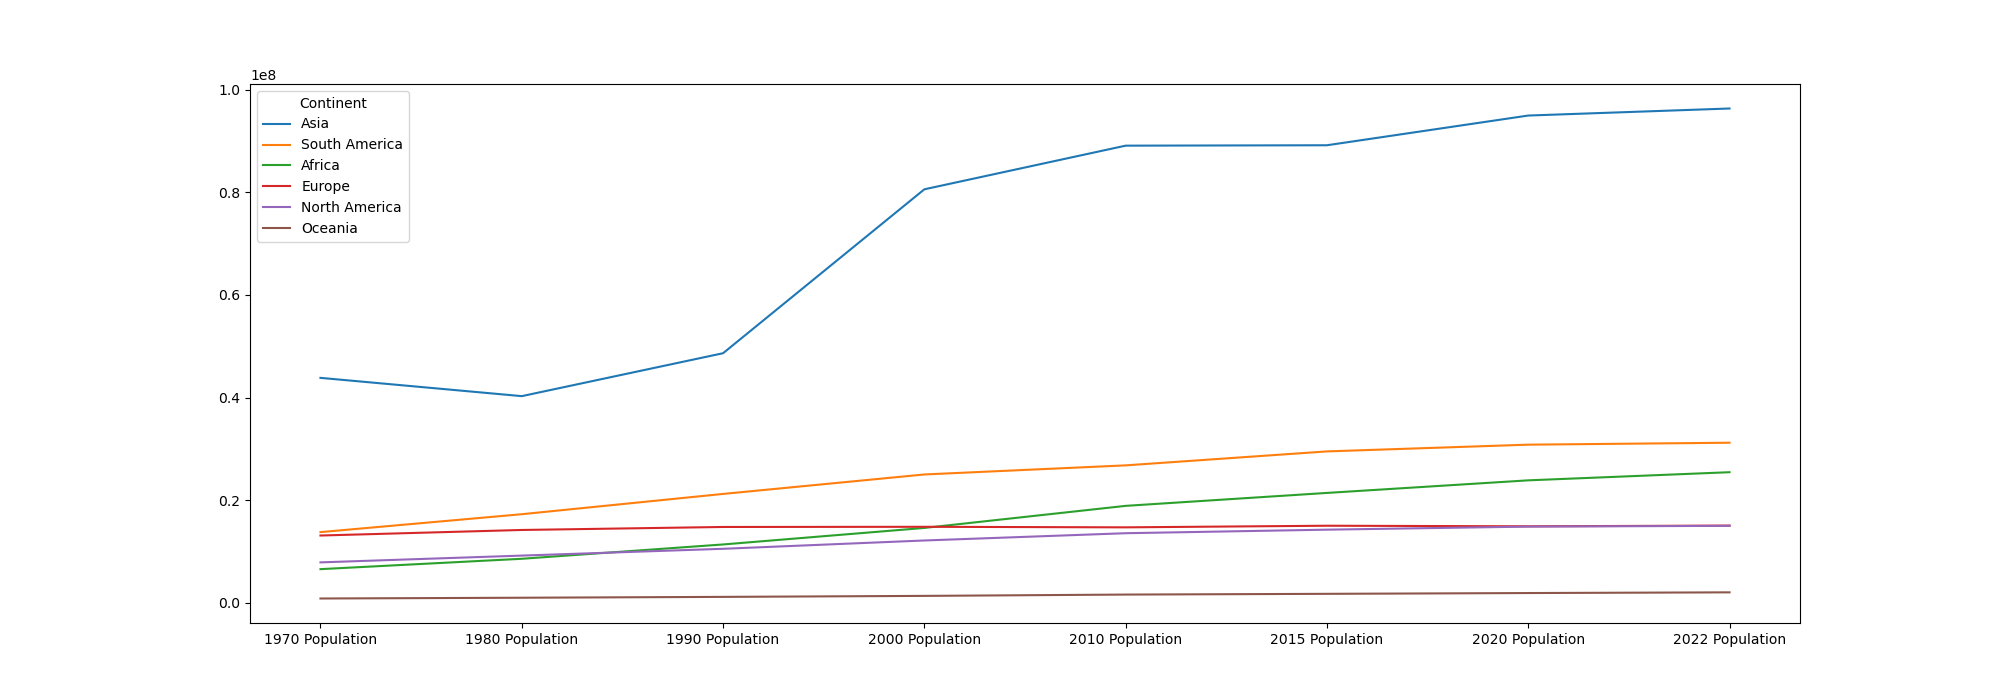 1e8
1.0
0.8
0.6
0.4
0.2
0.0
Continent
Asia
South America
Africa
Europe
North America
Oceania
1970 Population
1980 Population
1990 Population
2000 Population
2010 Population
2015 Population
2020 Population
2022 Population